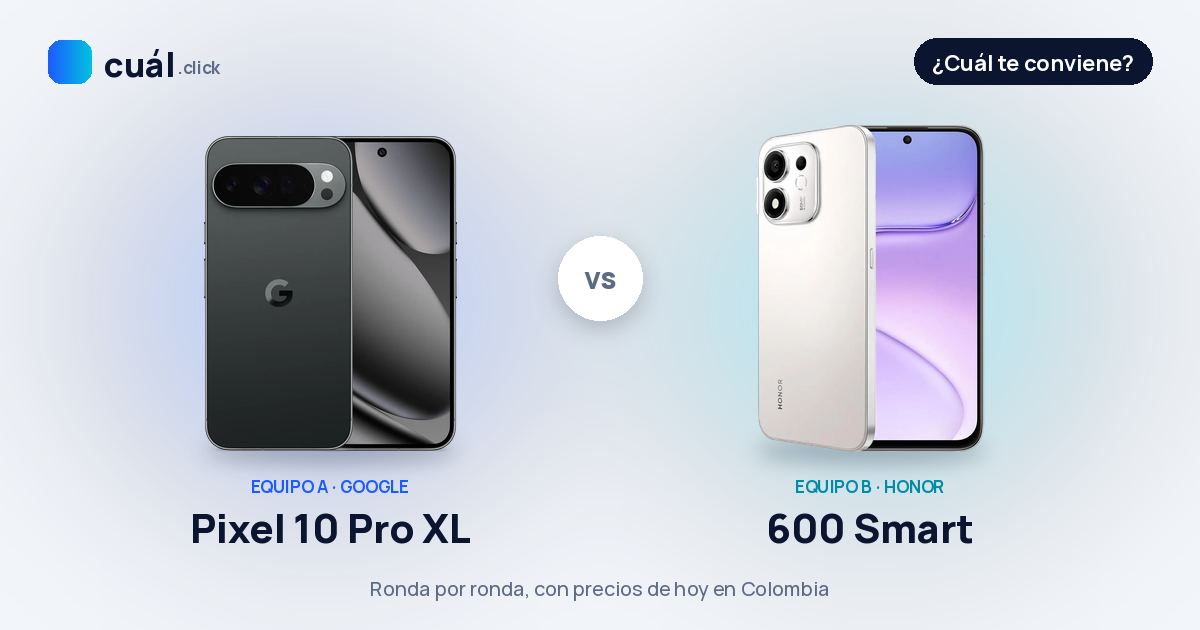 cuál.click
¿Cuál te conviene?
G
HONOR
vs
EQUIPO A · GOOGLE
EQUIPO B · HONOR
Pixel 10 Pro XL
600 Smart
Ronda por ronda, con precios de hoy en Colombia